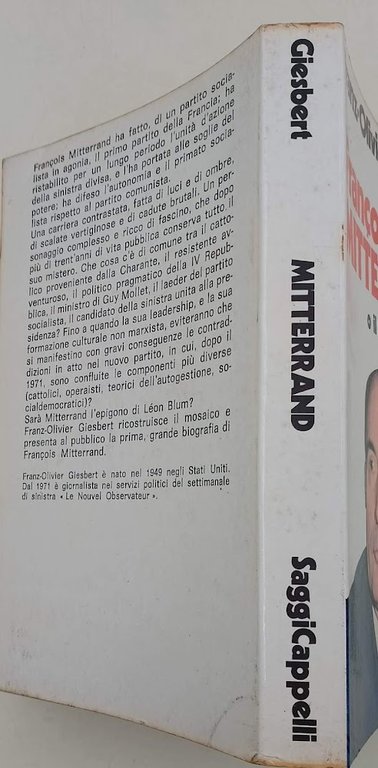 François Mitterrand ha fatto, di un partito socia-
lista in agonia, il primo partito della Francia; ha
ristabilito per un lungo periodo l'unità d'azione
della sinistra divisa, e l'ha portata alle soglie del
potere; ha difeso l'autonomia e il primato socia-
lista rispetto al partito comunista.
Una carriera contrastata, fatta di luci e di ombre,
di scalate vertiginose e di cadute brutali. Un per-
sonaggio complesso e ricco di fascino, che dopo
più di trent'anni di vita pubblica conserva tutto il
suo mistero. Che cosa c'è di comune tra il catto-
lico proveniente dalla Charante, il resistente av-
venturoso, il politico pragmatico della IV Repub-
blica, il ministro di Guy Mollet, il leader del partito
socialista, il candidato della sinistra unita alla pre-
sidenza? Fino a quando la sua leadership, e la sua
formazione culturale non marxista, eviteranno che
si manifestino con gravi conseguenze le contrad-
dizioni in atto nel nuovo partito, in cui, dopo il
1971, sono confluite le componenti più diverse
(cattolici, operaisti, teorici dell'autogestione, so-
cialdemocratici)?
Sarà Mitterrand l'epigono di Léon Blum?
Franz-Olivier Giesbert ricostruisce il mosaico e
presenta al pubblico la prima, grande biografia di
François Mitterrand.
Franz-Olivier Giesbert è nato nel 1949 negli Stati Uniti.
Dal 1971 è giornalista nei servizi politici del settimanale
di sinistra « Le Nouvel Observateur ».
Giesbert
MITTERRAND
SaggiCappelli